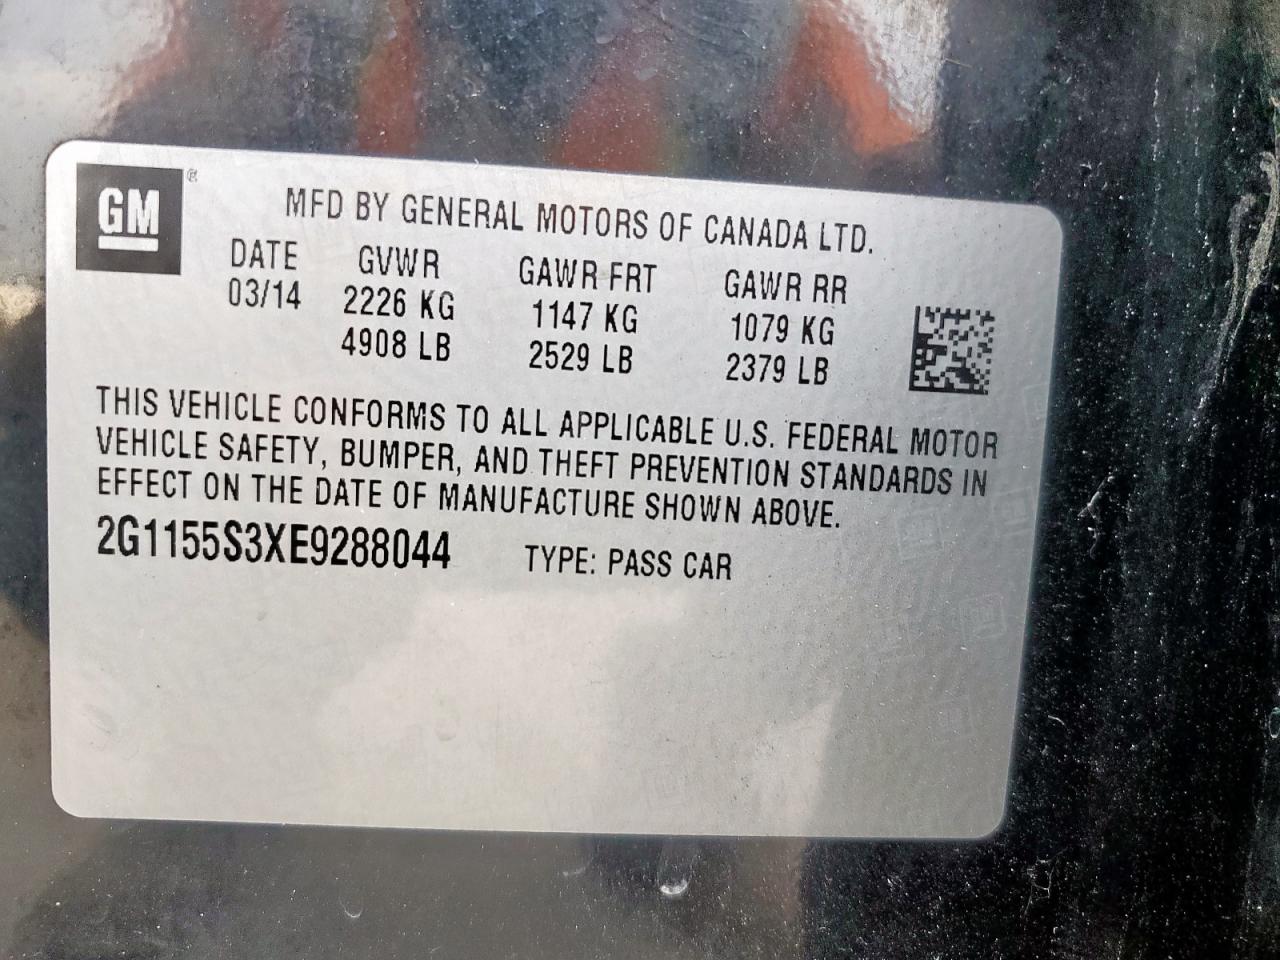 GM ®
MFD BY GENERAL MOTORS OF CANADA LTD.
DATE GVWR GAWR FRT GAWR RR
03/14 2226 KG 1147 KG 1079 KG
4908 LB 2529 LB 2379 LB
THIS VEHICLE CONFORMS TO ALL APPLICABLE U.S. FEDERAL MOTOR
VEHICLE SAFETY, BUMPER, AND THEFT PREVENTION STANDARDS IN
EFFECT ON THE DATE OF MANUFACTURE SHOWN ABOVE.
2G1155S3XE9288044 TYPE: PASS CAR